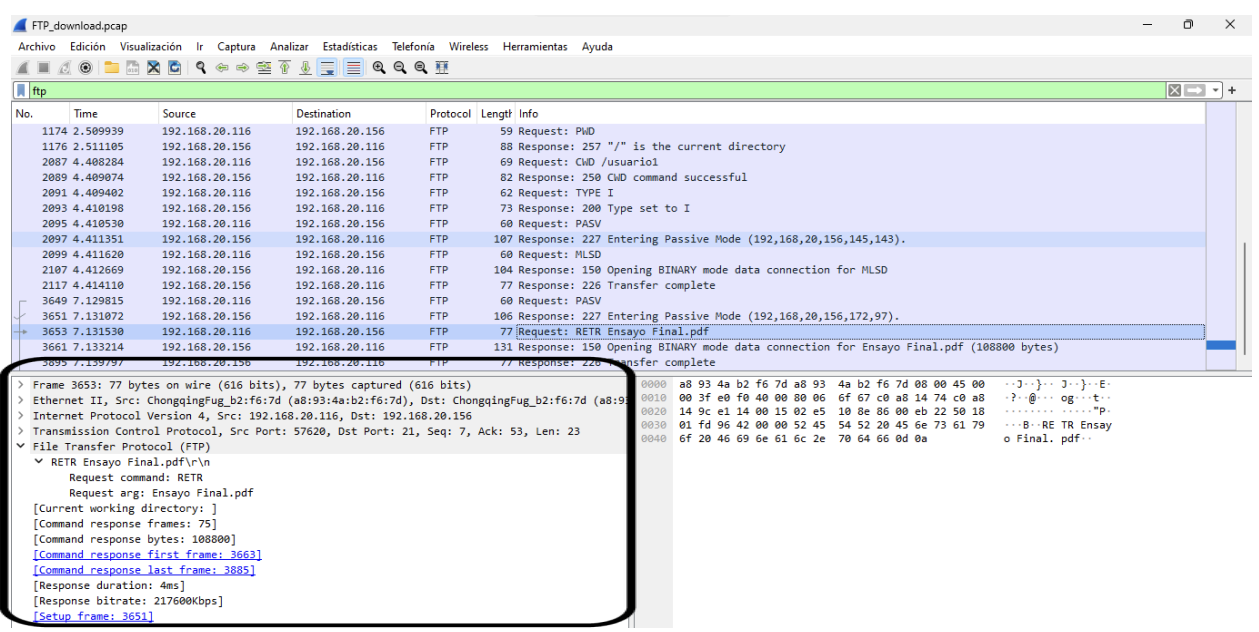 FTP_download.pcap
Archivo Edición Visualización Ir Captura Analizar Estadísticas Telefonía Wireless Herramientas Ayuda
ftp
No. Time Source Destination Protocol Lengtl Info
1174 2.509939 192.168.20.116 192.168.20.156 FTP 59 Request: PWD
1176 2.511105 192.168.20.156 192.168.20.116 FTP 88 Response: 257 "/" is the current directory
2087 4.408284 192.168.20.116 192.168.20.156 FTP 69 Request: CWD /usuario1
2089 4.409074 192.168.20.156 192.168.20.116 FTP 82 Response: 250 CWD command successful
2091 4.409402 192.168.20.116 192.168.20.156 FTP 62 Request: TYPE I
2093 4.410198 192.168.20.156 192.168.20.116 FTP 73 Response: 200 Type set to I
2095 4.410530 192.168.20.116 192.168.20.156 FTP 60 Request: PASV
2097 4.411351 192.168.20.156 192.168.20.116 FTP 107 Response: 227 Entering Passive Mode (192,168,20,156,145,143).
2099 4.411620 192.168.20.116 192.168.20.156 FTP 60 Request: MLSD
2107 4.412669 192.168.20.156 192.168.20.116 FTP 104 Response: 150 Opening BINARY mode data connection for MLSD
2117 4.414110 192.168.20.156 192.168.20.116 FTP 77 Response: 226 Transfer complete
3649 7.129815 192.168.20.116 192.168.20.156 FTP 60 Request: PASV
3651 7.131072 192.168.20.156 192.168.20.116 FTP 106 Response: 227 Entering Passive Mode (192,168,20,156,172,97).
3653 7.131530 192.168.20.116 192.168.20.156 FTP 77 Request: RETR Ensayo Final.pdf
3661 7.133214 192.168.20.156 192.168.20.116 FTP 131 Response: 150 Opening BINARY mode data connection for Ensayo Final.pdf (108800 bytes)
3895 7.139797 192.168.20.156 192.168.20.116 FTP 77 Response: 226 Transfer complete
Frame 3653: 77 bytes on wire (616 bits), 77 bytes captured (616 bits)
Ethernet II, Src: ChongqingFug_b2:f6:7d (a8:93:4a:b2:f6:7d), Dst: ChongqingFug_b2:f6:7d (a8:9
Internet Protocol Version 4, Src: 192.168.20.116, Dst: 192.168.20.156
Transmission Control Protocol, Src Port: 57620, Dst Port: 21, Seq: 7, Ack: 53, Len: 23
File Transfer Protocol (FTP)
RETR Ensayo Final.pdf\r\n
Request command: RETR
Request arg: Ensayo Final.pdf
[Current working directory: ]
[Command response frames: 75]
[Command response bytes: 108800]
[Command response first frame: 3663]
[Command response last frame: 3885]
[Response duration: 4ms]
[Response bitrate: 217600Kbps]
[Setup frame: 3651]
0000 a8 93 4a b2 f6 7d a8 93 4a b2 f6 7d 08 00 45 00 ··J··}·· J··}··E·
0010 00 3f e0 f0 40 00 80 06 6f 67 c0 a8 14 74 c0 a8 ·?··@··· og···t··
0020 14 9c e1 14 00 15 02 e5 10 8e 86 00 eb 22 50 18 ········ ·····"P·
0030 01 fd 96 42 00 00 52 45 54 52 20 45 6e 73 61 79 ···B··RE TR Ensay
0040 6f 20 46 69 6e 61 6c 2e 70 64 66 0d 0a o Final. pdf··